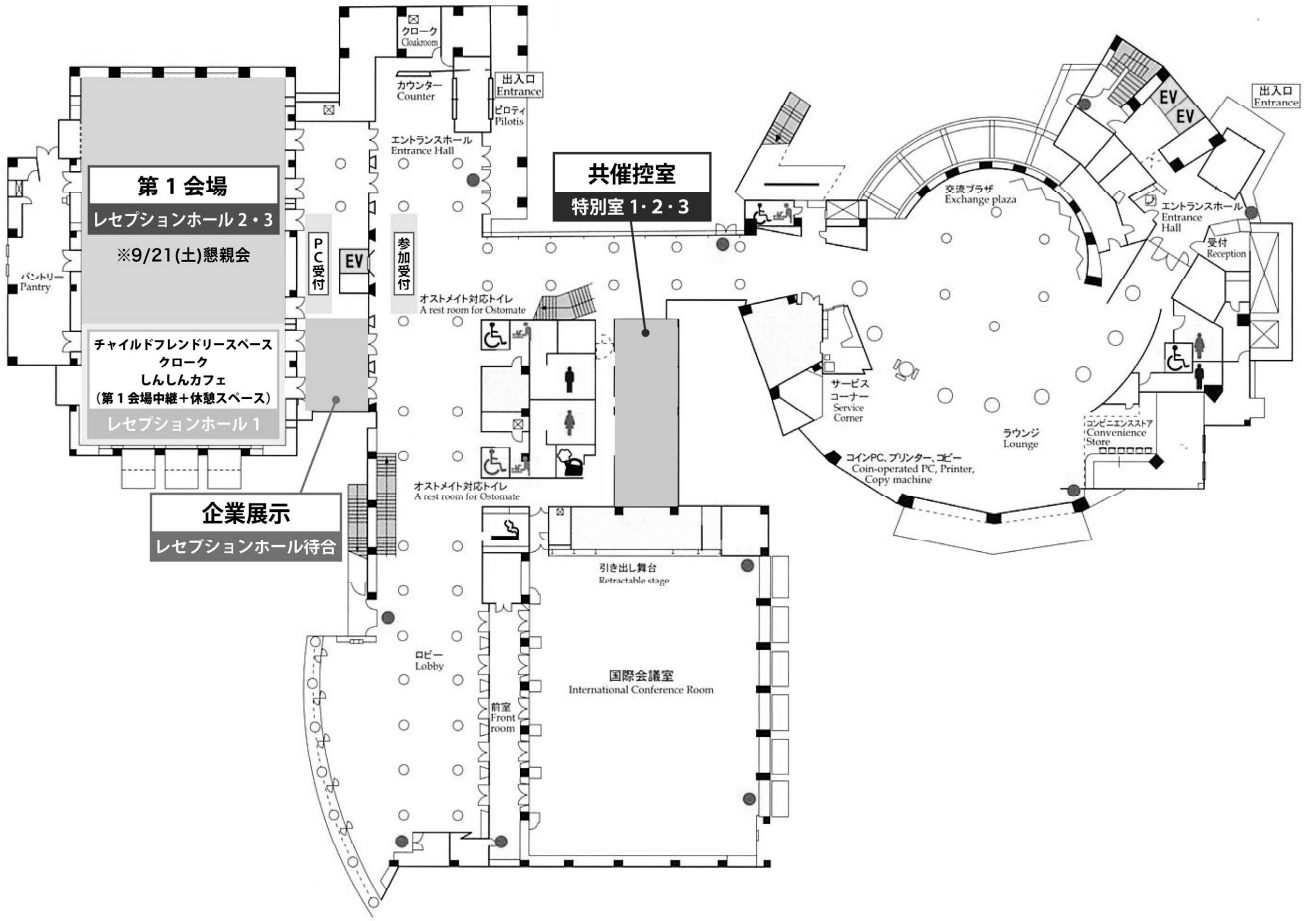 クローク
Cloakroom
カウンター
Counter
出入口
Entrance
ピロティ
Pilotis
エントランスホール
Entrance Hall
第1会場
レセプションホール 2・3
※9/21(土)懇親会
パントリー
Pantry
PC受付
EV
参加受付
チャイルドフレンドリースペース
クローク
しんしんカフェ
(第1会場中継+休憩スペース)
レセプションホール 1
企業展示
レセプションホール待合
オストメイト対応トイレ
A rest room for Ostomate
オストメイト対応トイレ
A rest room for Ostomate
共催控室
特別室 1・2・3
引き出し舞台
Retractable stage
国際会議室
International Conference Room
ロビー
Lobby
前室
Front
room
交流プラザ
Exchange plaza
EV
EV
出入口
Entrance
エントランスホール
Entrance
Hall
受付
Reception
サービス
コーナー
Service
Corner
ラウンジ
Lounge
コンビニエンスストア
Convenience
Store
コインPC、プリンター、コピー
Coin-operated PC, Printer,
Copy machine